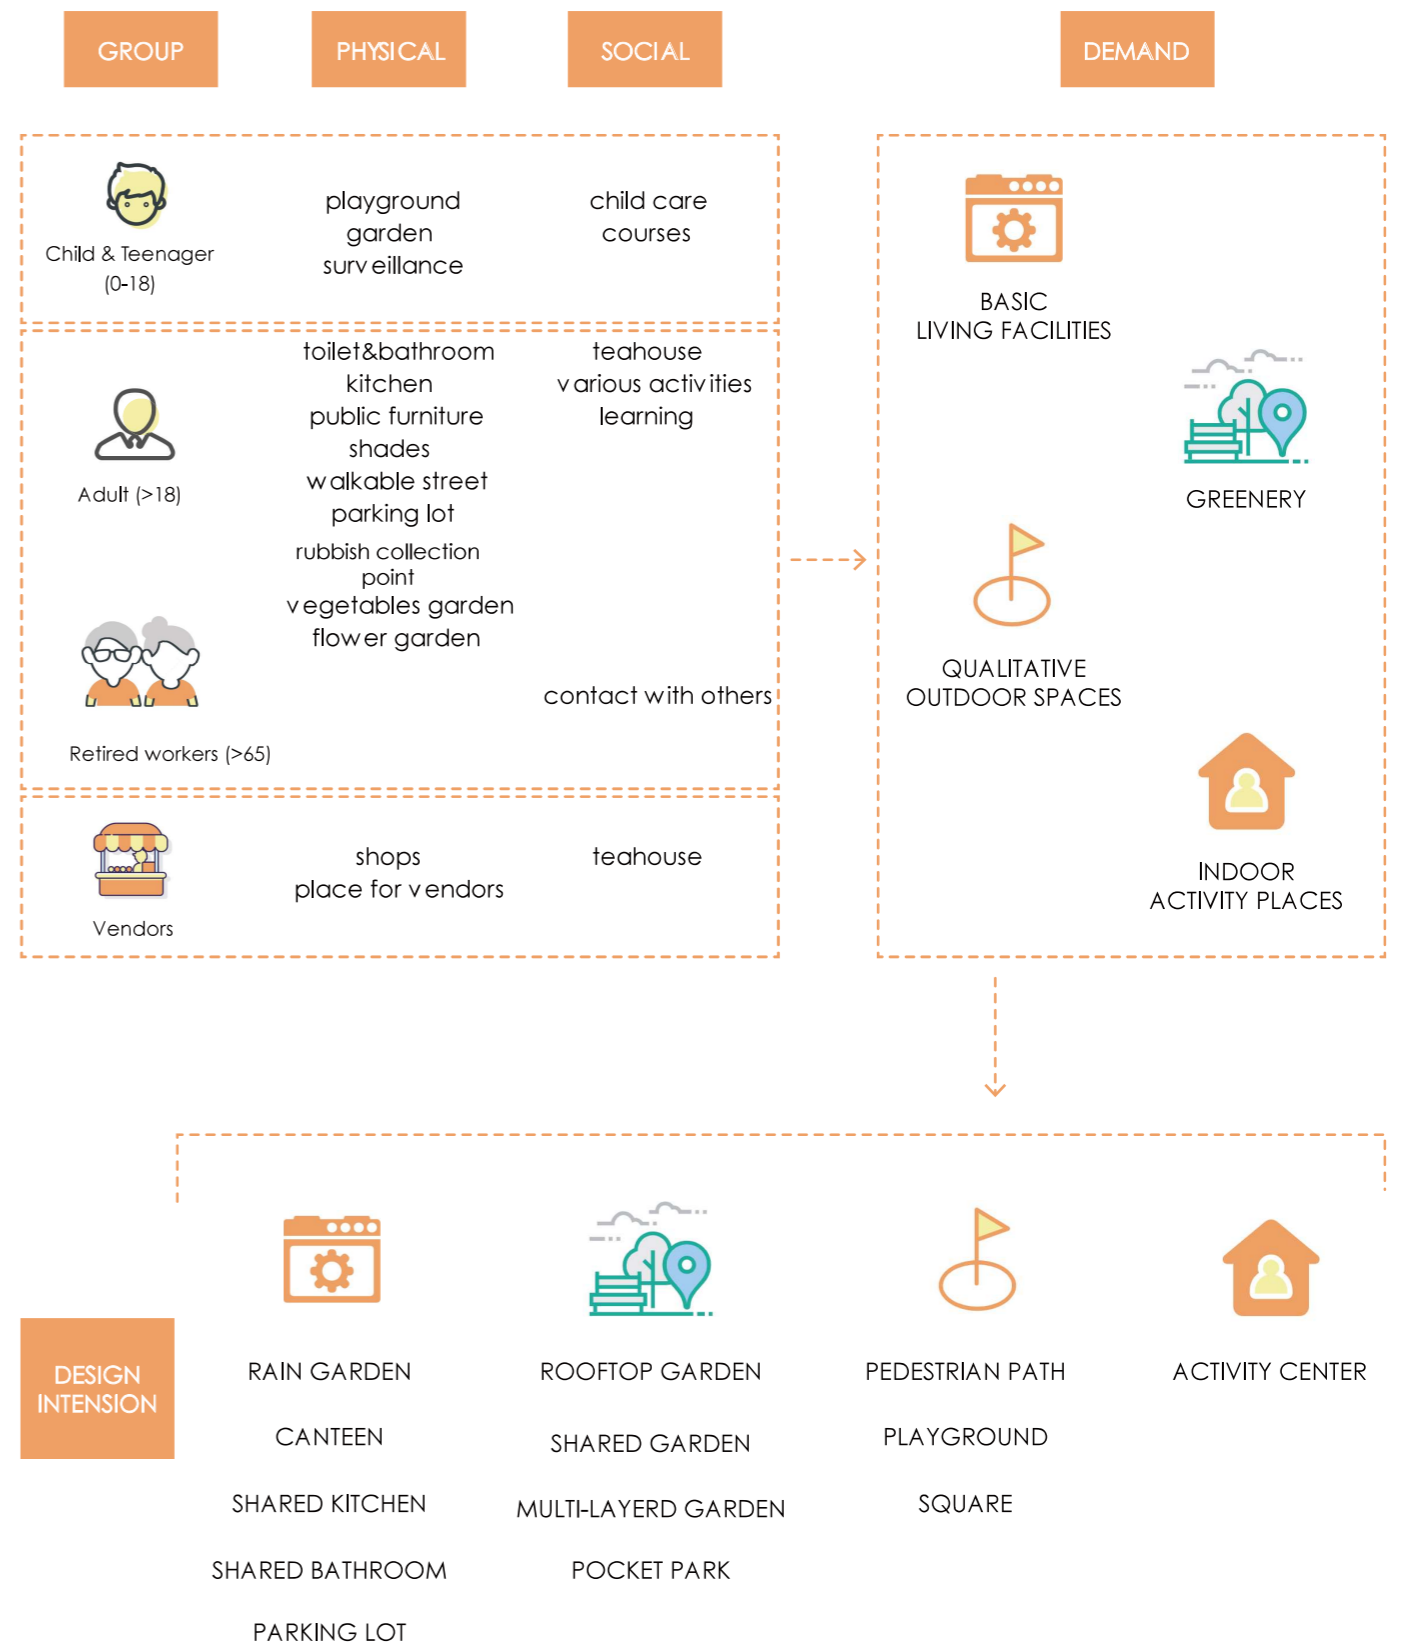 GROUP
PHYSICAL
SOCIAL
DEMAND
Child & Teenager
(0-18)
playground
garden
surveillance
child care
courses
Adult (>18)
Retired workers (>65)
toilet&bathroom
kitchen
public furniture
shades
walkable street
parking lot
rubbish collection
point
vegetables garden
flower garden
teahouse
various activities
learning
contact with others
Vendors
shops
place for vendors
teahouse
BASIC
LIVING FACILITIES
GREENERY
QUALITATIVE
OUTDOOR SPACES
INDOOR
ACTIVITY PLACES
DESIGN
INTENSION
RAIN GARDEN
CANTEEN
SHARED KITCHEN
SHARED BATHROOM
PARKING LOT
ROOFTOP GARDEN
SHARED GARDEN
MULTI-LAYERD GARDEN
POCKET PARK
PEDESTRIAN PATH
PLAYGROUND
SQUARE
ACTIVITY CENTER